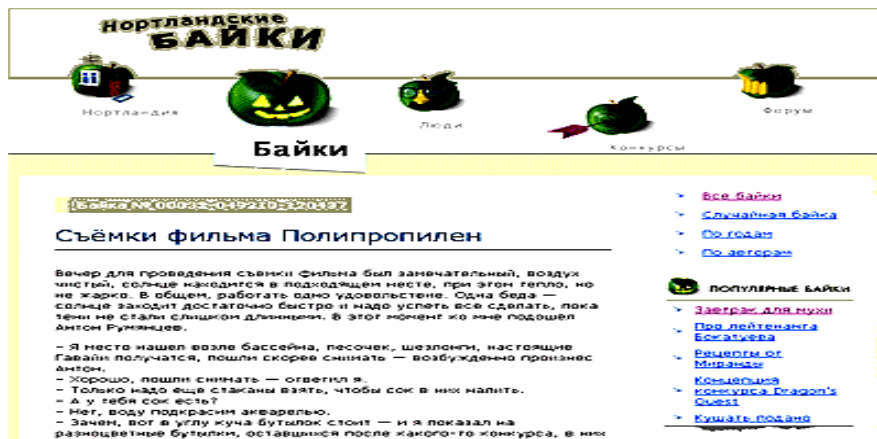 Нортландские
БАЙКИ
Нортландия
Байки
Люди
Конкурсы
Форум
Байка №
Съёмки фильма Полипропилен
Вечер для проведения съемки фильма был замечательный, воздух
чистый, солнце находится в подходящем месте, при этом тепло, но
не жарко. В общем, работать одно удовольствие. Одна беда —
солнце заходит достаточно быстро и надо успеть все сделать, пока
тени не стали слишком длинными. В этот момент ко мне подошел
Антон Румянцев.
– Я место нашел возле бассейна, песочек, шезлонги, настоящие
Гавайи получатся, пошли скорее снимать — возбужденно произнес
Антон.
– Хорошо, пошли снимать — ответил я.
– Только надо еще стаканы взять, чтобы сок в них налить.
– А у тебя сок есть?
– Нет, воду подкрасим акварелью.
– Зачем, вот в углу куча бутылок стоит — и я показал на
разноцветные бутылки, оставшихся после какого-то конкурса, в них
Все байки
Случайная байка
По годам
По авторам
ПОПУЛЯРНЫЕ БАЙКИ
Завтрак для мухи
Про лейтенанта
Бокатуева
Рецепты от
Миранды
Концепция
конкурса Dragon's
Quest
Кушать подано